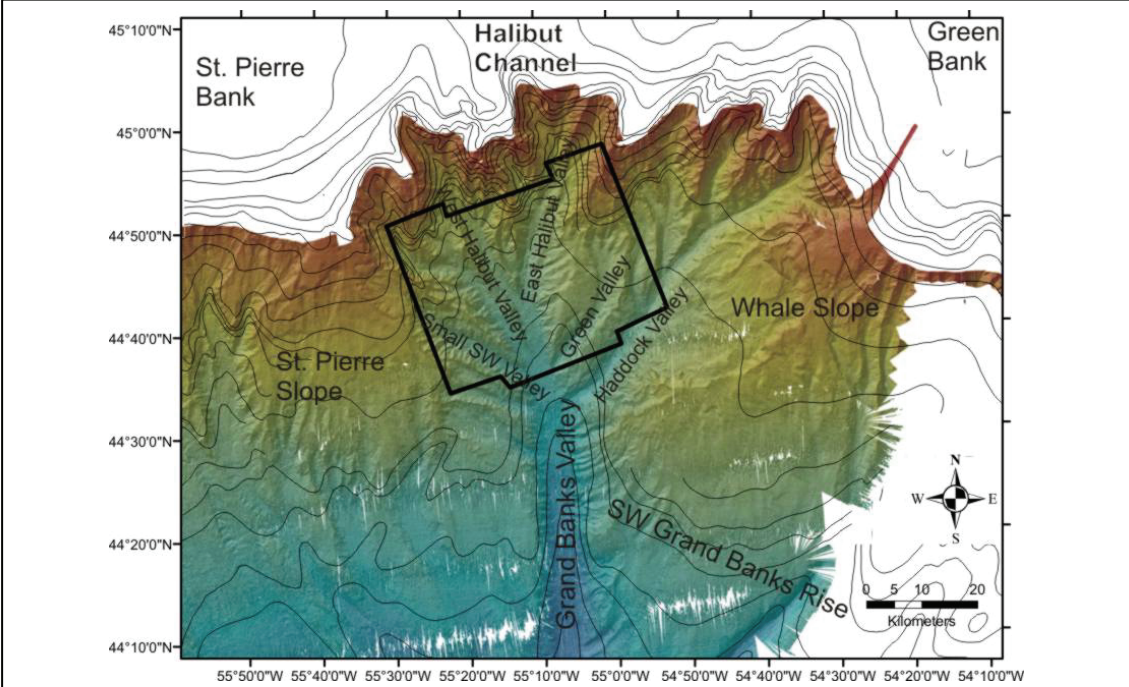 45°10'0"N
Halibut
Channel
Green
Bank
St. Pierre
Bank
45°0'0"N
44°50'0"N
West Halibut Valley
East Halibut Valley
Green Valley
Haddock Valley
Whale Slope
44°40'0"N
Small SW Valley
St. Pierre
Slope
44°30'0"N
Grand Banks Valley
SW Grand Banks Rise
N
W
E
S
44°20'0"N
0 5 10 20
Kilometers
44°10'0"N
55°50'0"W 55°40'0"W 55°30'0"W 55°20'0"W 55°10'0"W 55°0'0"W 54°50'0"W 54°40'0"W 54°30'0"W 54°20'0"W 54°10'0"W